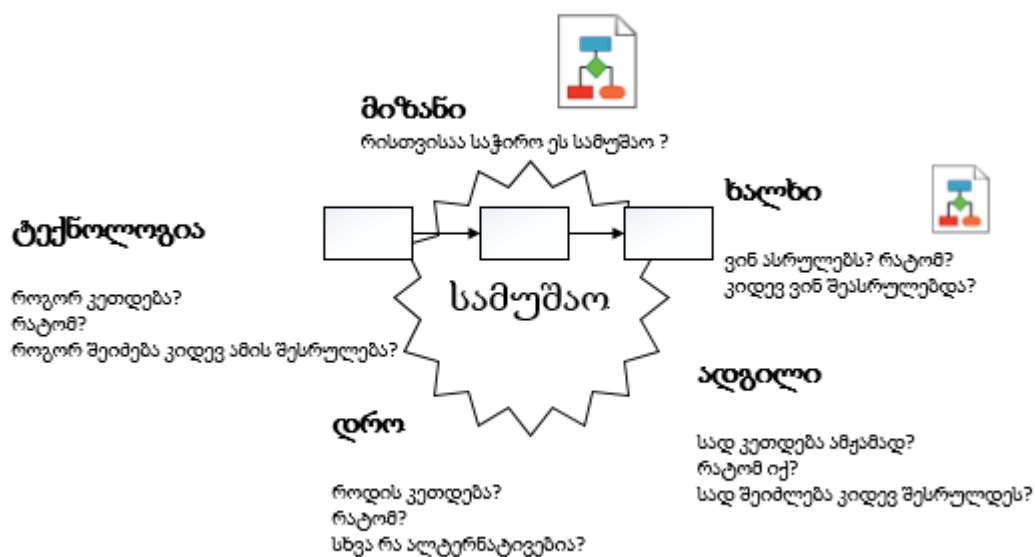 მიზანი
რისთვისაა საჭირო ეს სამუშაო ?
ხალხი
ვინ ასრულებს? რატომ?
კიდევ ვინ შეასრულებდა?
ტექნოლოგია
როგორ კეთდება?
რატომ?
როგორ შეიძება კიდევ ამის შესრულება?
სამუშაო
ადგილი
სად კეთდება ამჟამად?
რატომ იქ?
სად შეიძლება კიდევ შესრულდეს?
დრო
როდის კეთდება?
რატომ?
სხვა რა ალტერნატივებია?